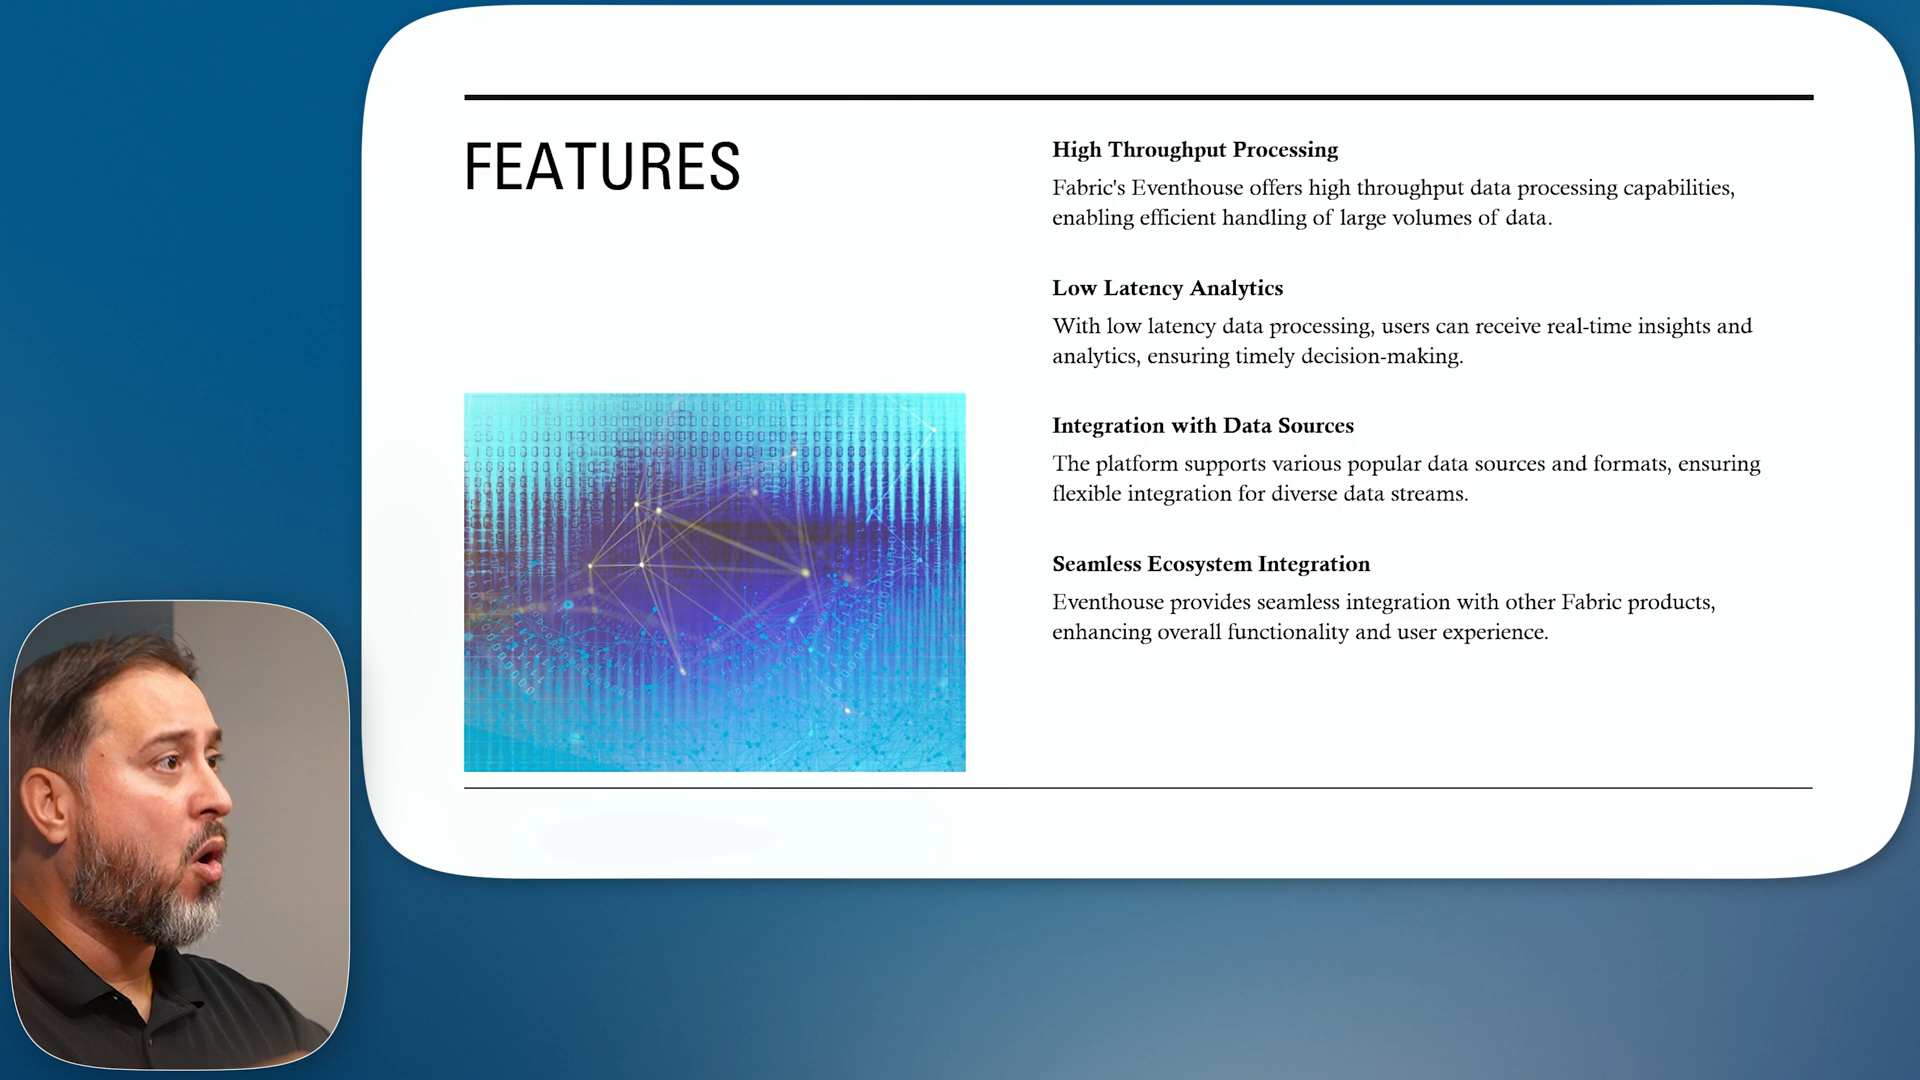 FEATURES
High Throughput Processing
Fabric's Eventhouse offers high throughput data processing capabilities,
enabling efficient handling of large volumes of data.
Low Latency Analytics
With low latency data processing, users can receive real-time insights and
analytics, ensuring timely decision-making.
Integration with Data Sources
The platform supports various popular data sources and formats, ensuring
flexible integration for diverse data streams.
Seamless Ecosystem Integration
Eventhouse provides seamless integration with other Fabric products,
enhancing overall functionality and user experience.